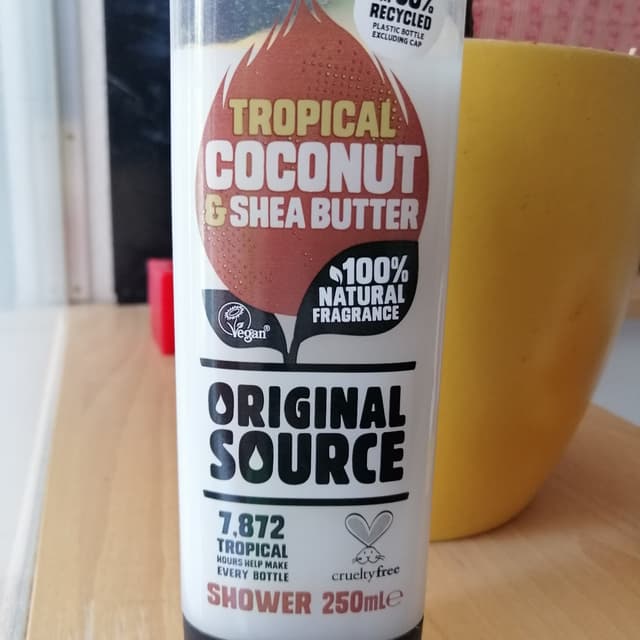 RECYCLED
PLASTIC BOTTLE
EXCLUDING CAP
TROPICAL
COCONUT
& SHEA BUTTER
100%
NATURAL
FRAGRANCE
Vegan®
ORIGINAL
SOURCE
7,872
TROPICAL
HOURS HELP MAKE
EVERY BOTTLE
crueltyfree
SHOWER 250ml℮